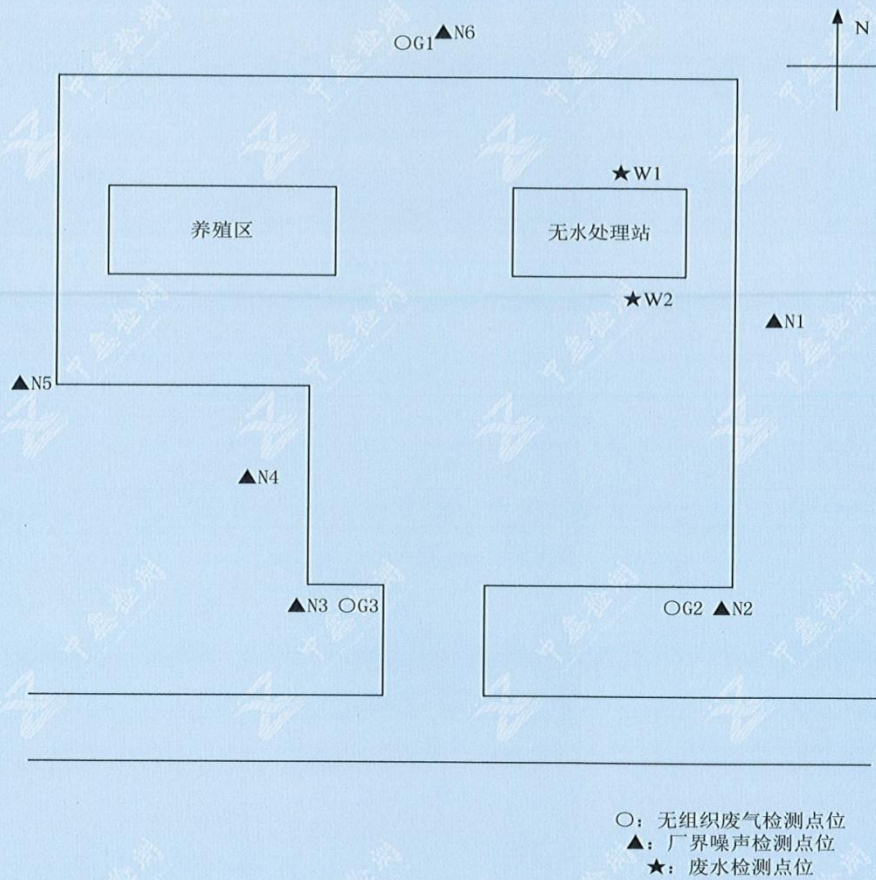 ○G1 ▲N6
N
★W1
养殖区
无水处理站
★W2
▲N1
▲N5
▲N4
▲N3 ○G3
○G2 ▲N2
○：无组织废气检测点位
▲：厂界噪声检测点位
★：废水检测点位